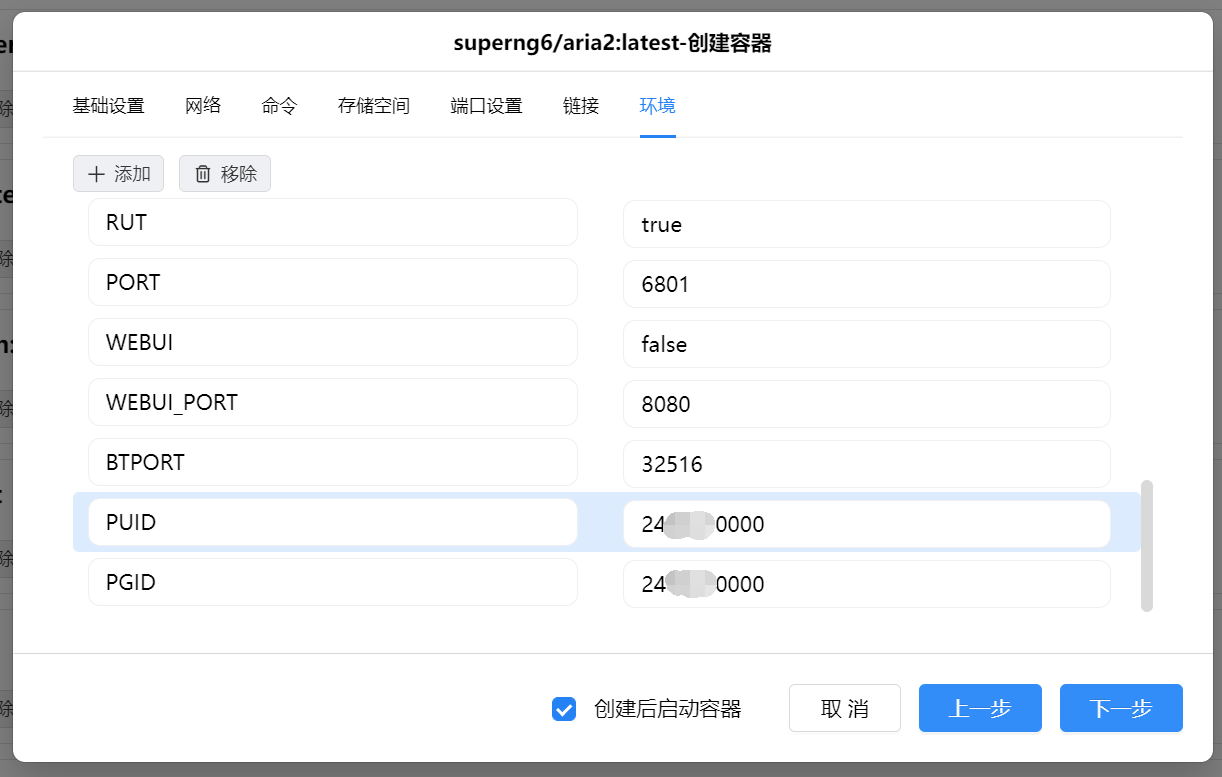 superng6/aria2:latest-创建容器
基础设置 网络 命令 存储空间 端口设置 链接 环境
添加 移除
RUT true
PORT 6801
WEBUI false
WEBUI_PORT 8080
BTPORT 32516
PUID 24 0000
PGID 24 0000
创建后启动容器 取消 上一步 下一步